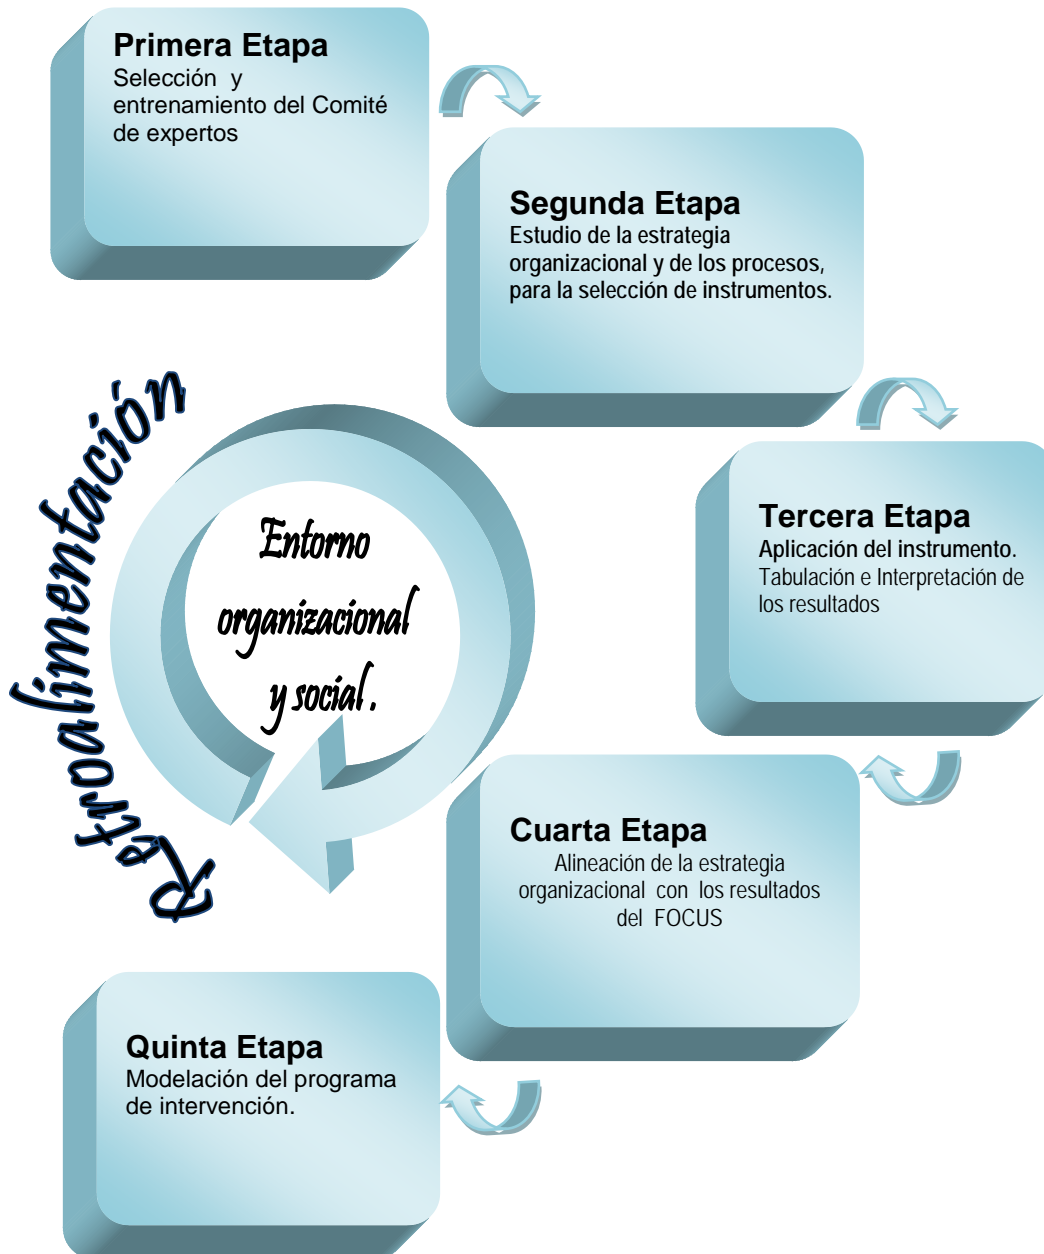 Primera Etapa
Selección y
entrenamiento del Comité
de expertos
Segunda Etapa
Estudio de la estrategia
organizacional y de los procesos,
para la selección de instrumentos.
Tercera Etapa
Aplicación del instrumento.
Tabulación e Interpretación de
los resultados
Retroalimentación
Entorno
organizacional
y social.
Cuarta Etapa
Alineación de la estrategia
organizacional con los resultados
del FOCUS
Quinta Etapa
Modelación del programa
de intervención.